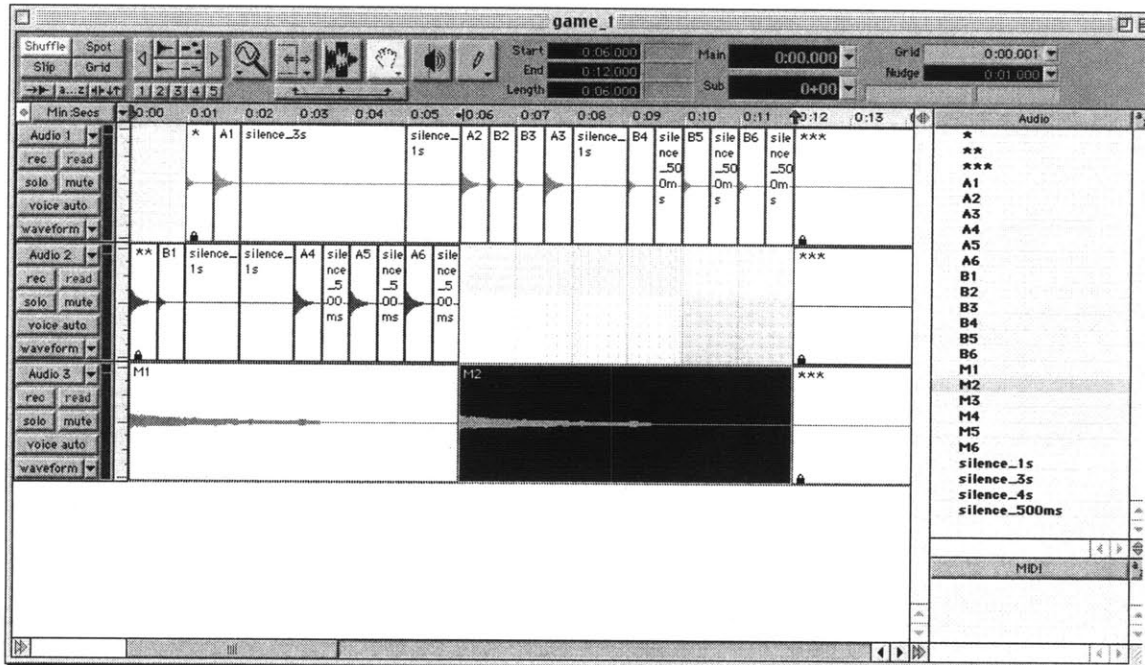 game_1
Shuffle Spot
Slip Grid
a...z
1 2 3 4 5
Start 0:06.000
End 0:12.000
Length 0:06.000
Main 0:00.000
Sub 0+00
Grid 0:00.001
Nudge 0:01.000
Min:Secs 0:00 0:01 0:02 0:03 0:04 0:05 0:06 0:07 0:08 0:09 0:10 0:11 0:12 0:13
Audio 1
rec read
solo mute
voice auto
waveform
* A1 silence_3s silence_1s A2 B2 B3 A3 silence_1s B4 silence_500ms B5 silence_500ms B6 silence_500ms ***
Audio 2
rec read
solo mute
voice auto
waveform
** B1 silence_1s silence_1s A4 silence_500ms A5 silence_500ms A6 silence_500ms ***
Audio 3
rec read
solo mute
voice auto
waveform
M1 M2 ***
Audio
*
**
***
A1
A2
A3
A4
A5
A6
B1
B2
B3
B4
B5
B6
M1
M2
M3
M4
M5
M6
silence_1s
silence_3s
silence_4s
silence_500ms
MIDI